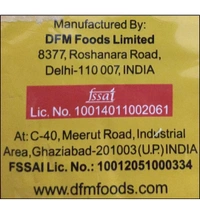 Manufactured By:
DFM Foods Limited
8377, Roshanara Road,
Delhi-110 007, INDIA
fssai
Lic. No. 10014011002061
At: C-40, Meerut Road, Industrial
Area, Ghaziabad-201003 (U.P.) INDIA
FSSAI Lic. No.: 10012051000334
www.dfmfoods.com